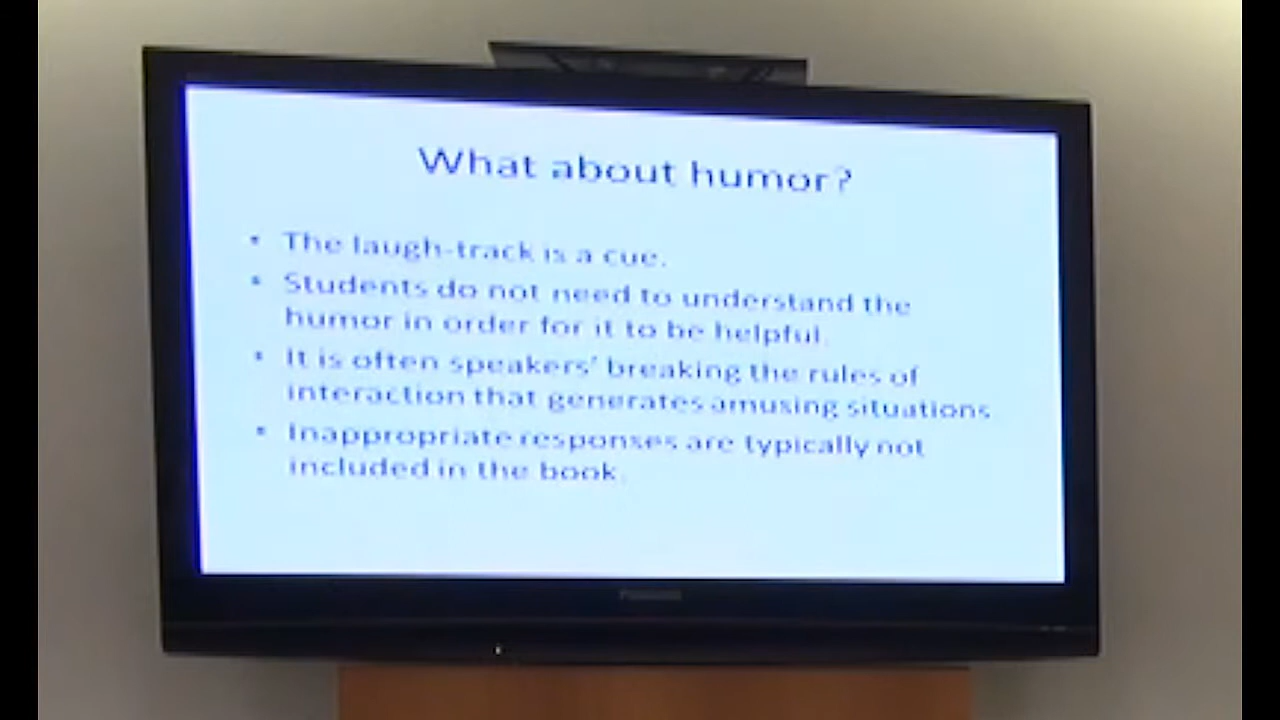 What about humor?
• The laugh-track is a cue.
• Students do not need to understand the
humor in order for it to be helpful.
• It is often speakers' breaking the rules of
interaction that generates amusing situations.
• Inappropriate responses are typically not
included in the book.